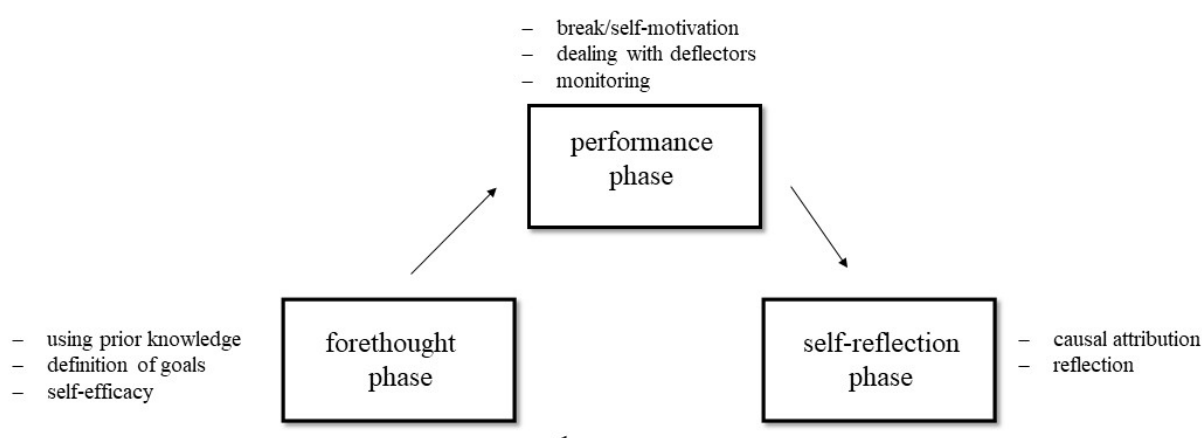 – break/self-motivation
– dealing with deflectors
– monitoring
performance
phase
– using prior knowledge
– definition of goals
– self-efficacy
forethought
phase
self-reflection
phase
– causal attribution
– reflection